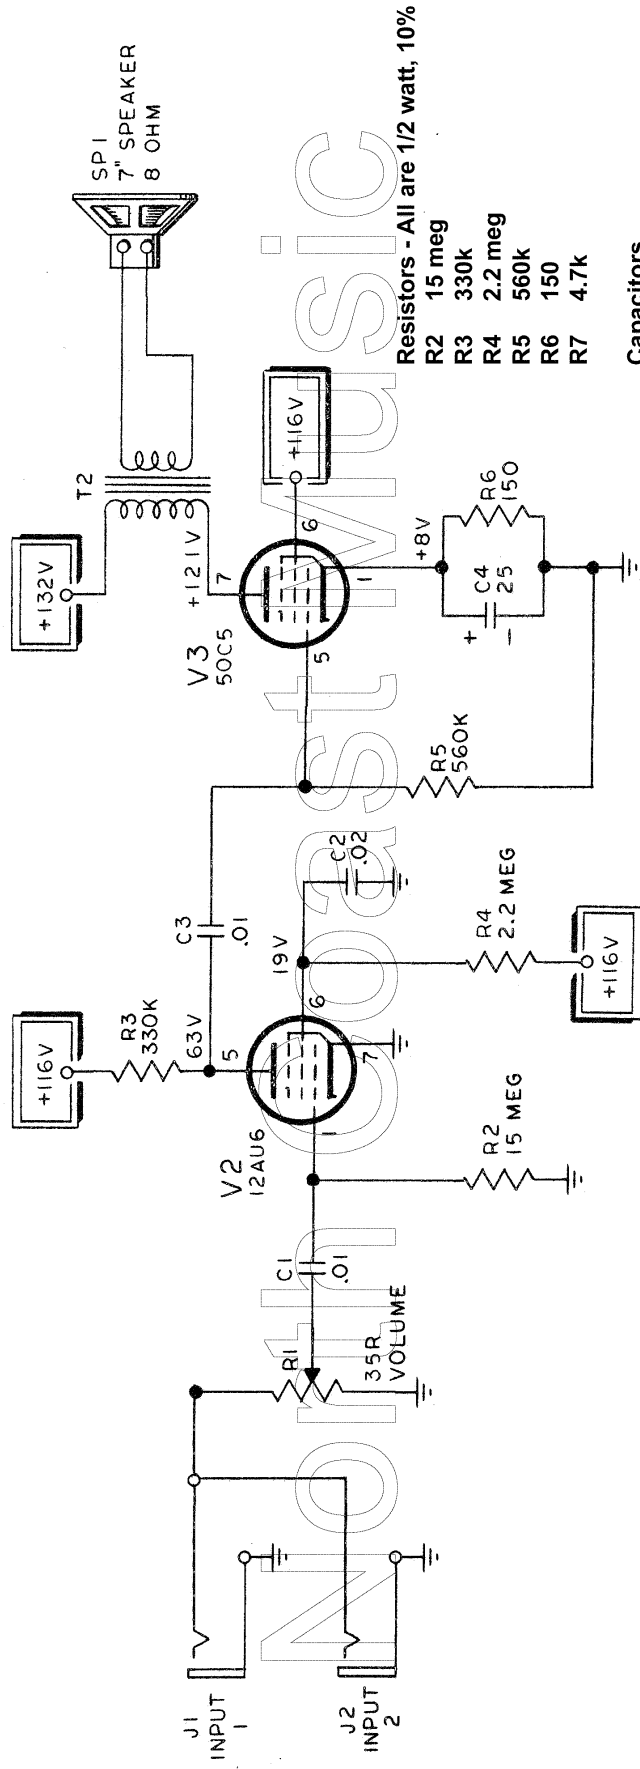 J1
INPUT
1
J2
INPUT
2
R1
35R
VOLUME
C1
.01
R2
15 MEG
V2
12AU6
1
5
6
7
+116V
R3
330K
63V
19V
C2
.02
R4
2.2 MEG
+116V
C3
.01
R5
560K
V3
50C5
5
7
6
1
+132V
+121V
T2
+116V
+8V
C4
25
+
-
R6
150
SP1
7" SPEAKER
8 OHM
Resistors - All are 1/2 watt, 10%
R2 15 meg
R3 330k
R4 2.2 meg
R5 560k
R6 150
R7 4.7k
Capacitors
North Coast Music